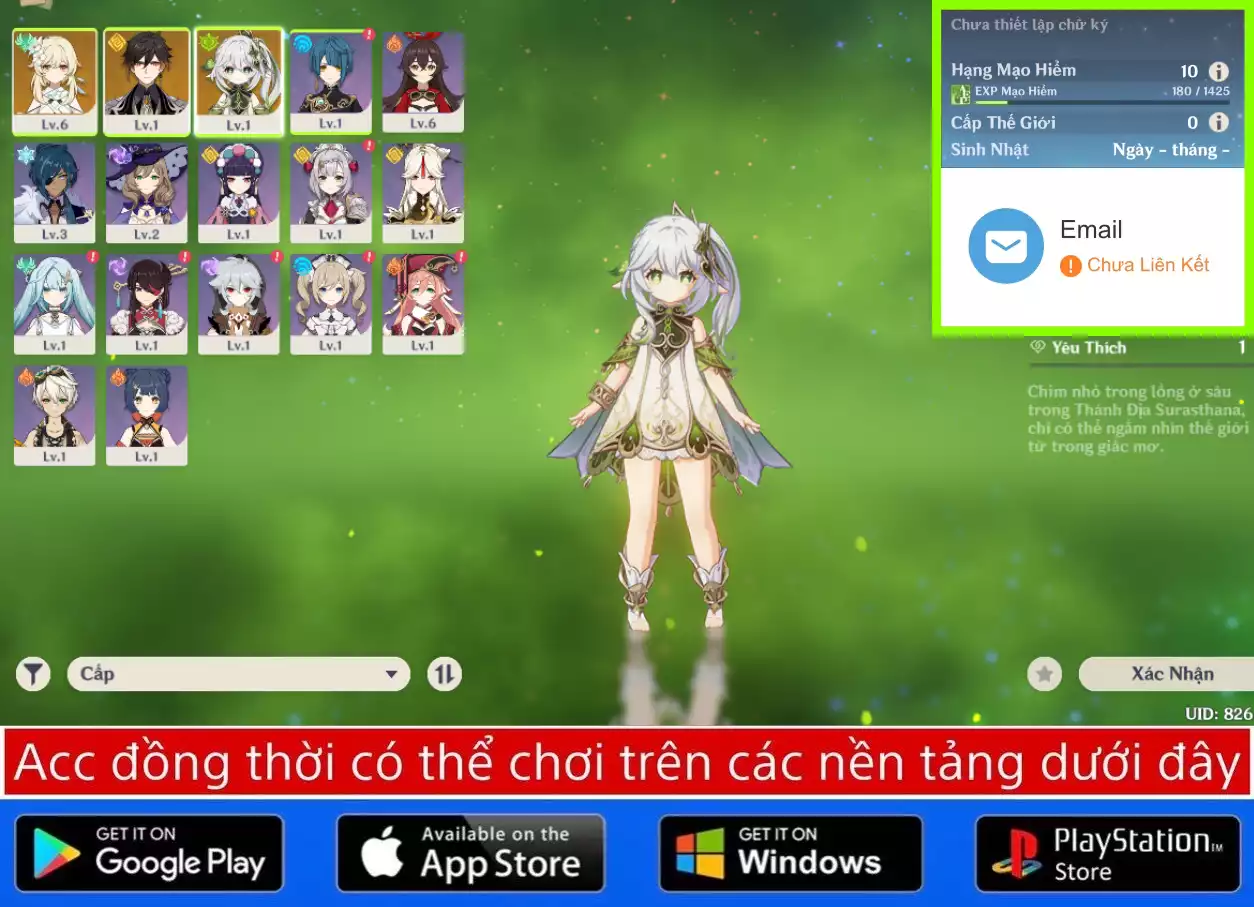 Lv.6
Lv.1
Lv.1
Lv.1
Lv.6
Lv.3
Lv.2
Lv.1
Lv.1
Lv.1
Lv.1
Lv.1
Lv.1
Lv.1
Lv.1
Lv.1
Lv.1
Chưa thiết lập chữ ký
Hạng Mạo Hiểm 10
EXP Mạo Hiểm 180 / 1425
Cấp Thế Giới 0
Sinh Nhật Ngày - tháng -
Email
Chưa Liên Kết
Yêu Thích 1
Chim nhỏ trong lồng ở sâu
trong Thánh Địa Surasthana,
chỉ có thể ngắm nhìn thế giới
từ trong giấc mơ.
Cấp
Xác Nhận
UID: 826
Acc đồng thời có thể chơi trên các nền tảng dưới đây
GET IT ON
Google Play
Available on the
App Store
GET IT ON
Windows
PlayStation™
Store